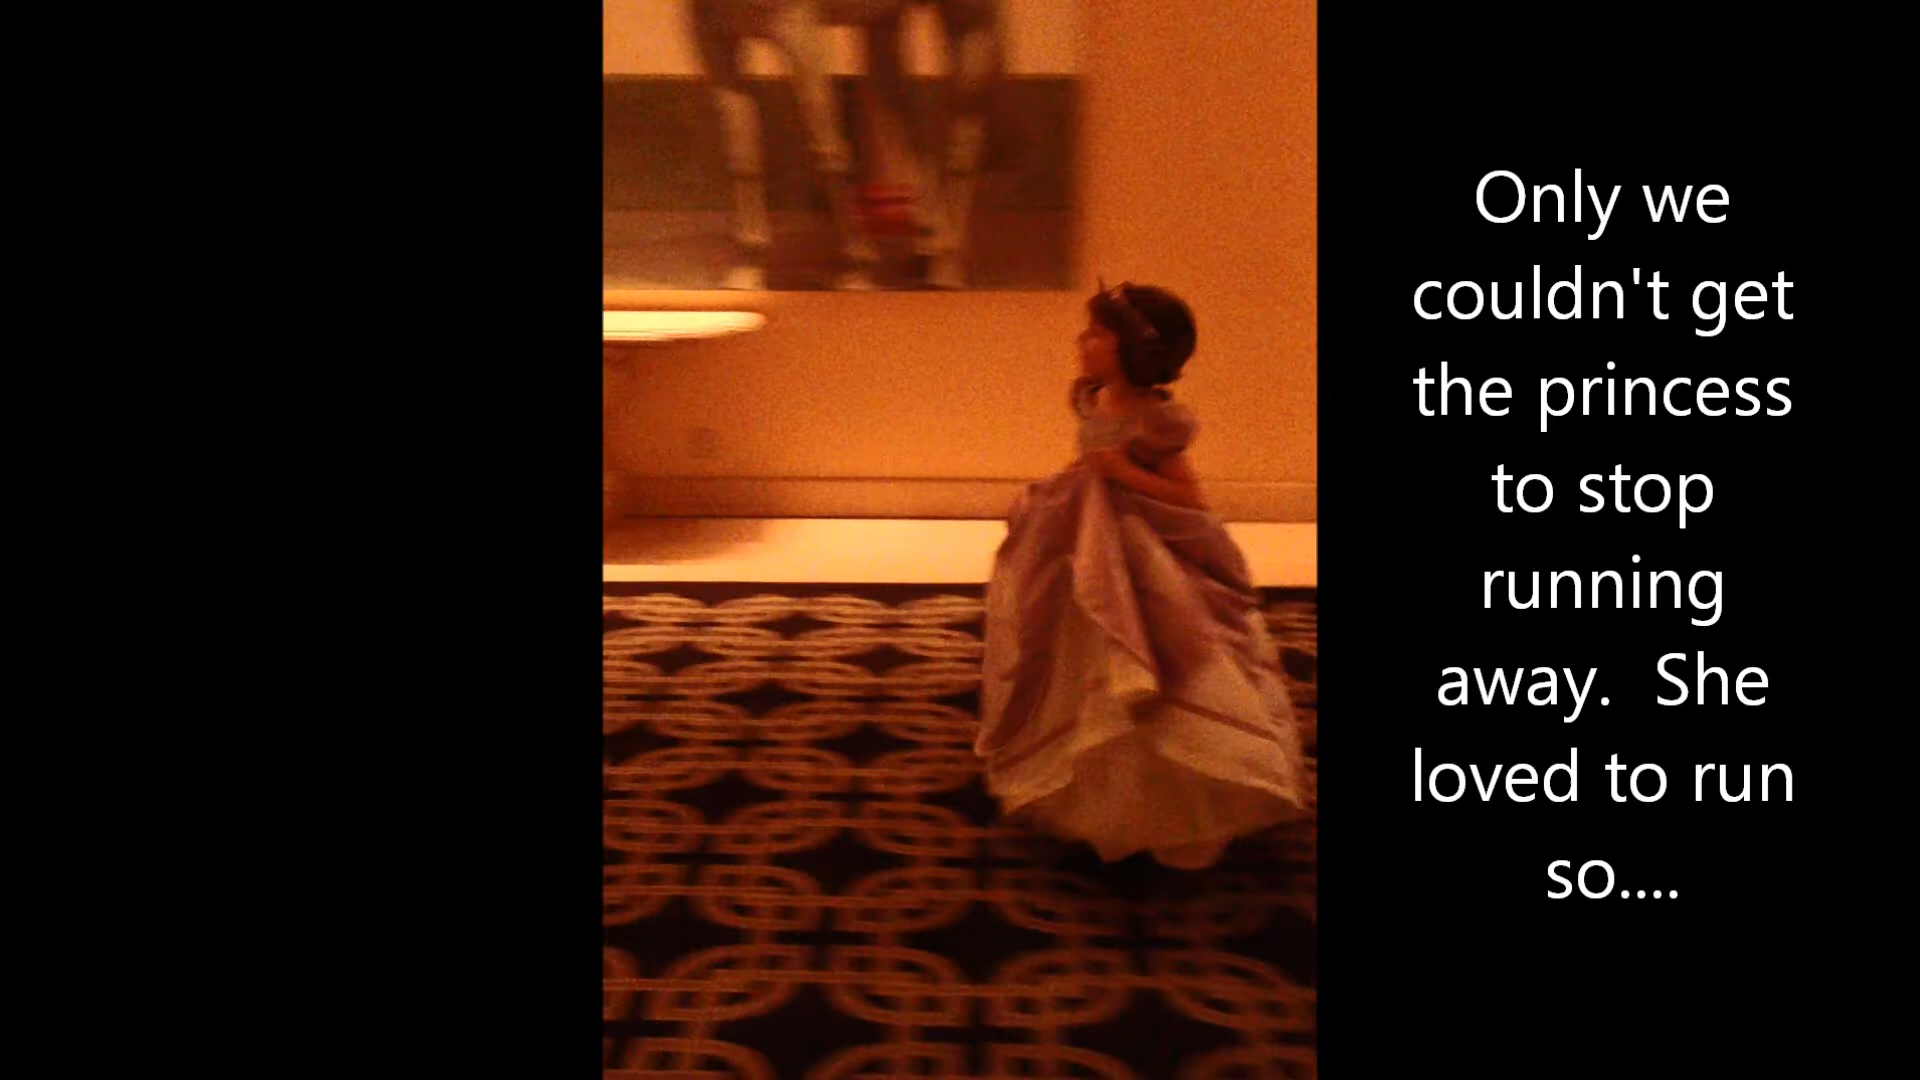 Only we
couldn't get
the princess
to stop
running
away.  She
loved to run
so....